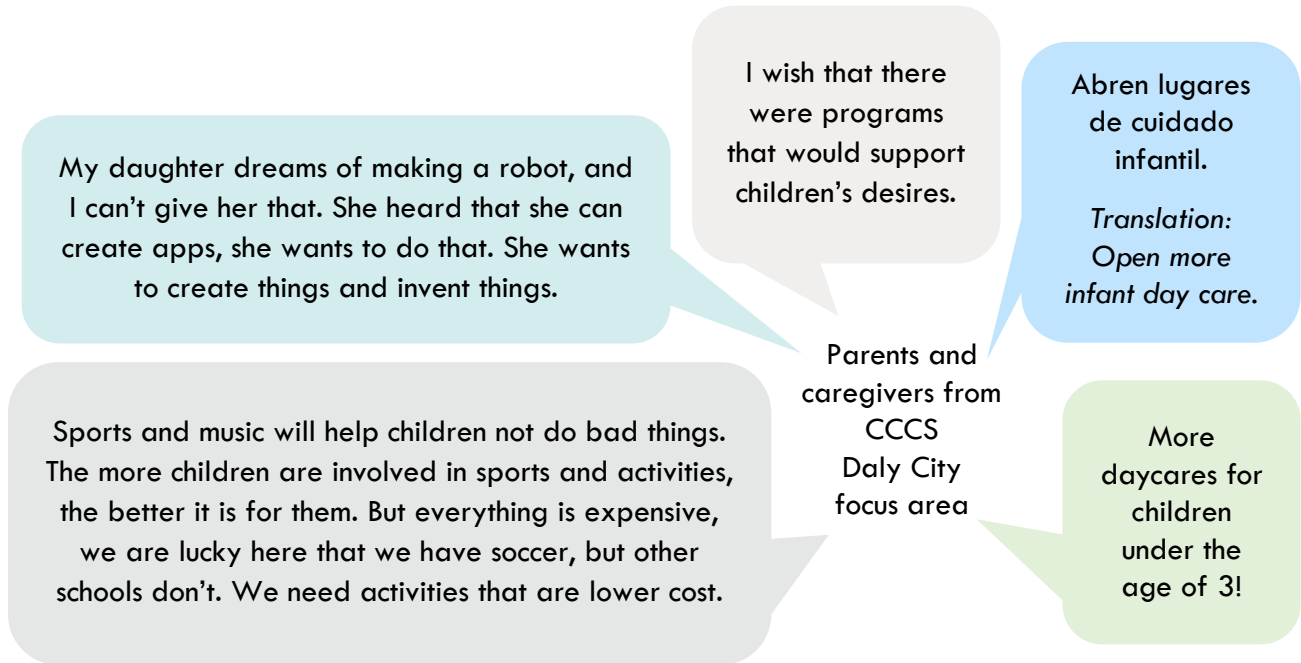 I wish that there
were programs
that would support
children's desires.
Abren lugares
de cuidado
infantil.
Translation:
Open more
infant day care.
My daughter dreams of making a robot, and
I can't give her that. She heard that she can
create apps, she wants to do that. She wants
to create things and invent things.
Parents and
caregivers from
CCCS
Daly City
focus area
Sports and music will help children not do bad things.
The more children are involved in sports and activities,
the better it is for them. But everything is expensive,
we are lucky here that we have soccer, but other
schools don't. We need activities that are lower cost.
More
daycares for
children
under the
age of 3!